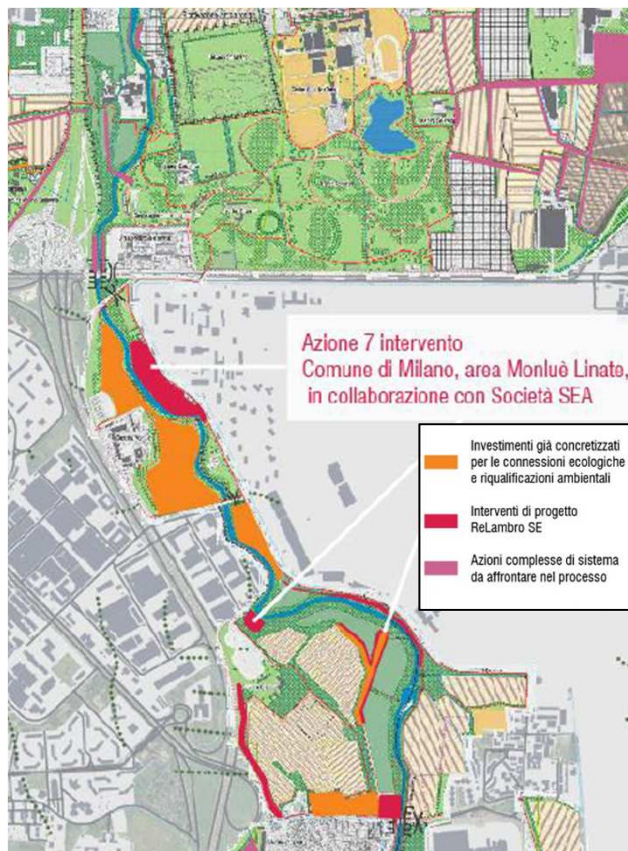 Azione 7 intervento
Comune di Milano, area Monluè Linate,
in collaborazione con Società SEA
Investimenti già concretizzati
per le connessioni ecologiche
e riqualificazioni ambientali
Interventi di progetto
ReLambro SE
Azioni complesse di sistema
da affrontare nel processo